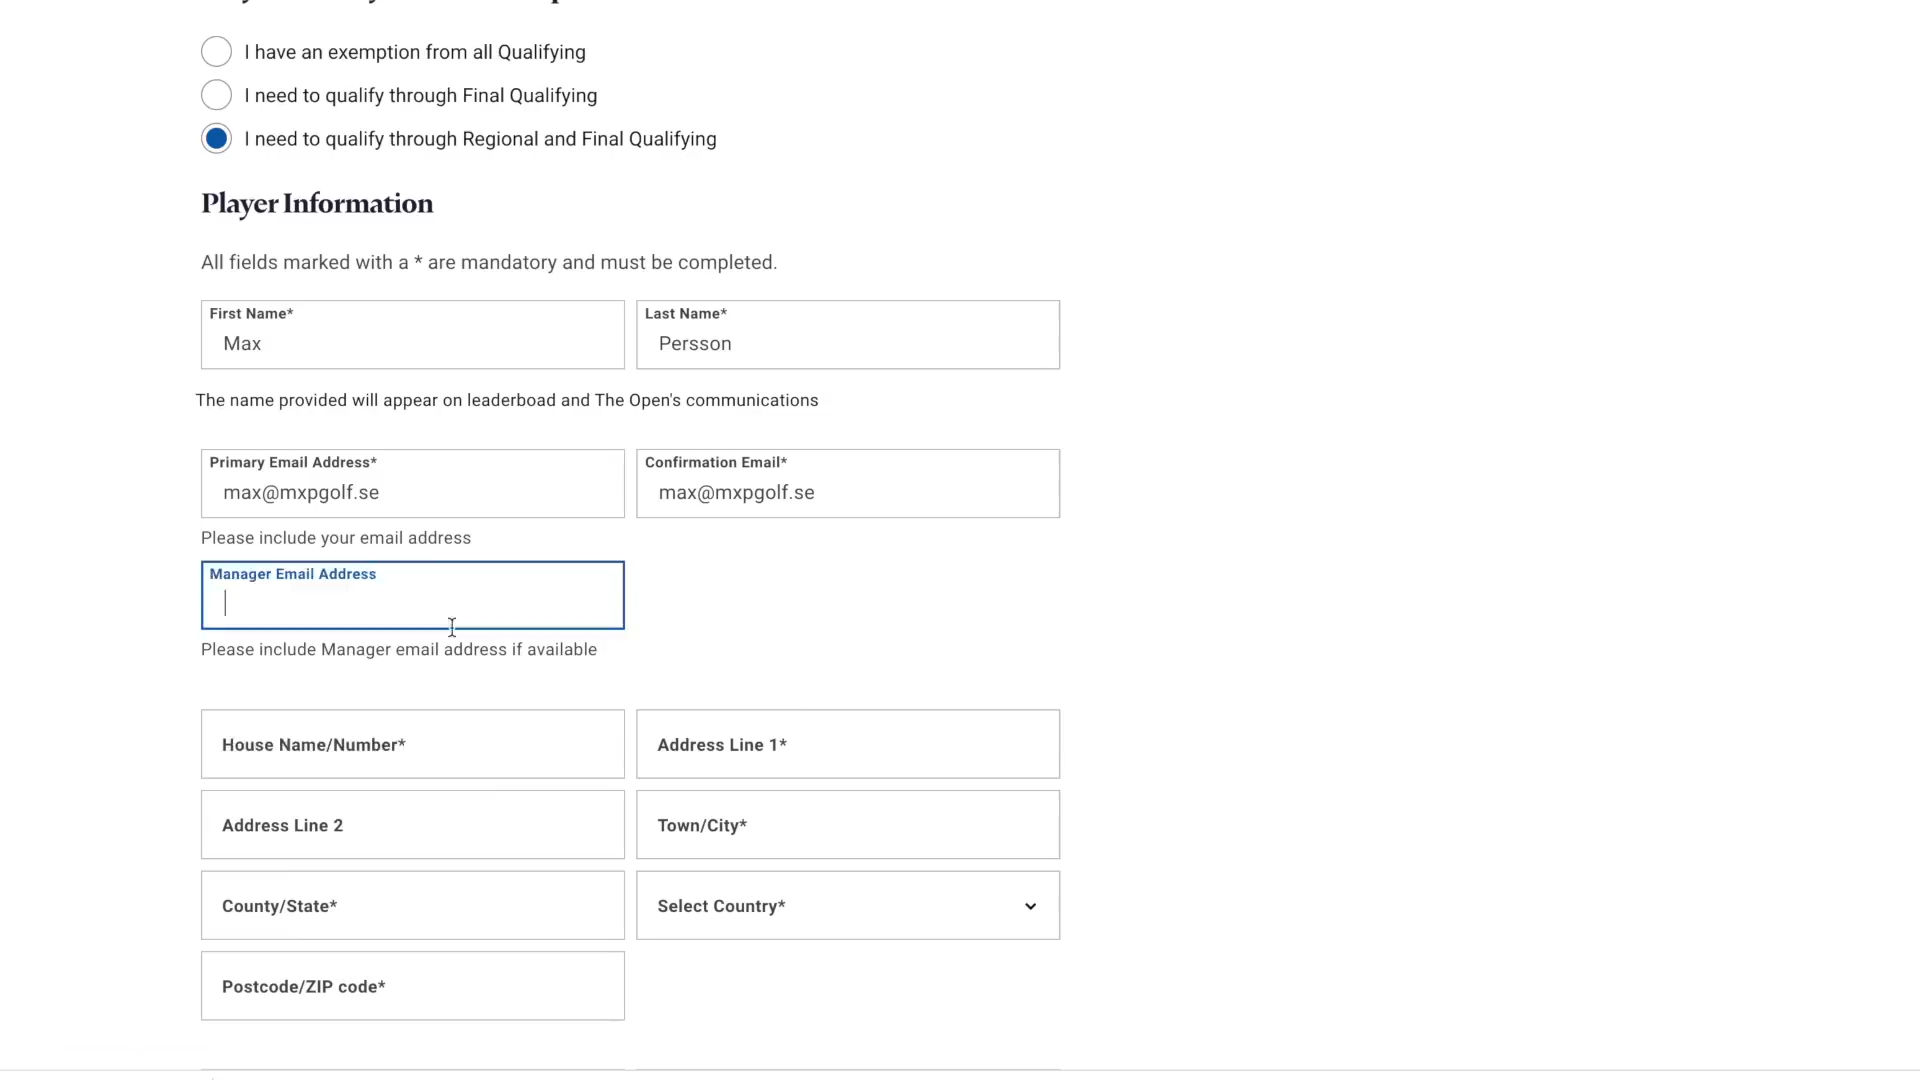 I have an exemption from all Qualifying
I need to qualify through Final Qualifying
I need to qualify through Regional and Final Qualifying
Player Information
All fields marked with a * are mandatory and must be completed.
First Name* Last Name*
Max Persson
The name provided will appear on leaderboad and The Open's communications
Primary Email Address* Confirmation Email*
max@mxpgolf.se max@mxpgolf.se
Please include your email address
Manager Email Address
Please include Manager email address if available
House Name/Number* Address Line 1*
Address Line 2 Town/City*
County/State* Select Country*
Postcode/ZIP code*